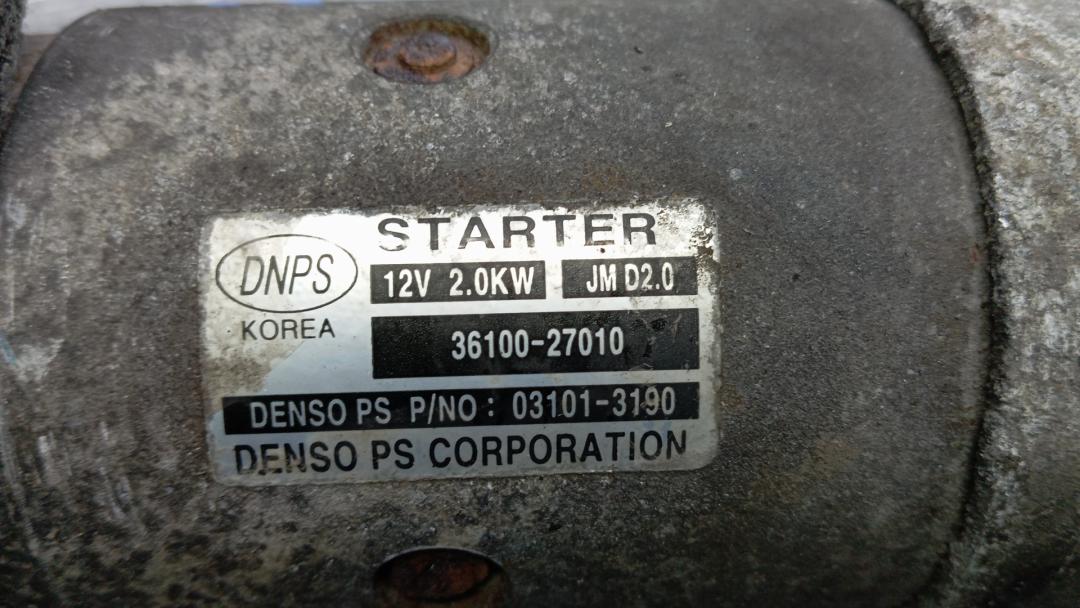 STARTER
DNPS
KOREA
12V 2.0KW JM D2.0
36100-27010
DENSO PS P/NO : 03101-3190
DENSO PS CORPORATION